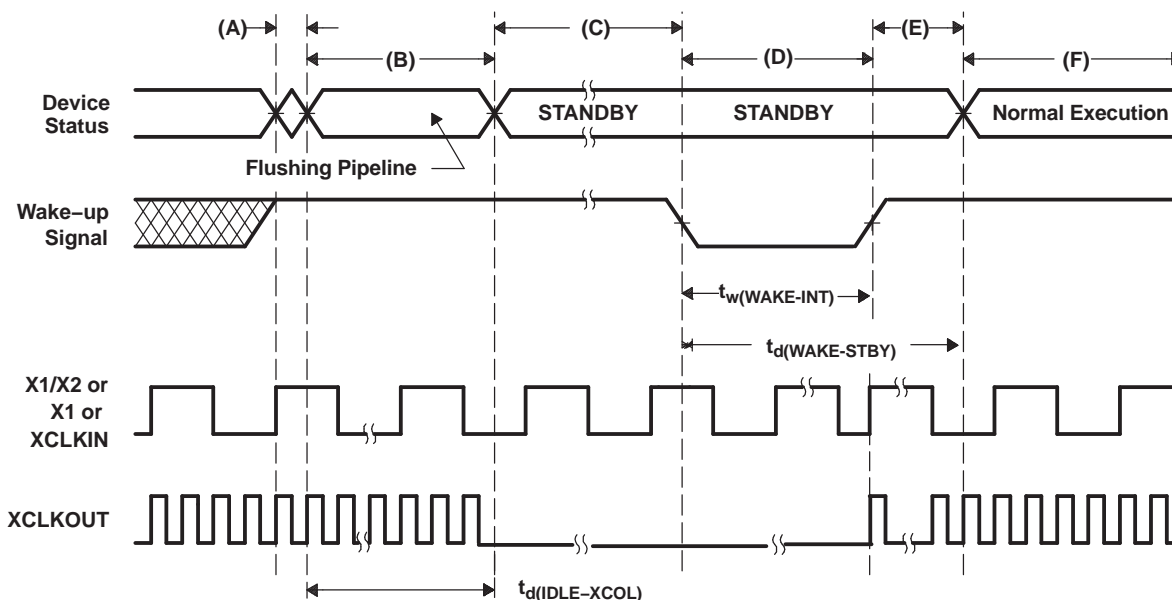 (A)
(C)
(E)
(B)
(D)
(F)
Device
Status
STANDBY
STANDBY
Normal Execution
Flushing Pipeline
Wake−up
Signal
tw(WAKE-INT)
td(WAKE-STBY)
X1/X2 or
X1 or
XCLKIN
XCLKOUT
td(IDLE−XCOL)